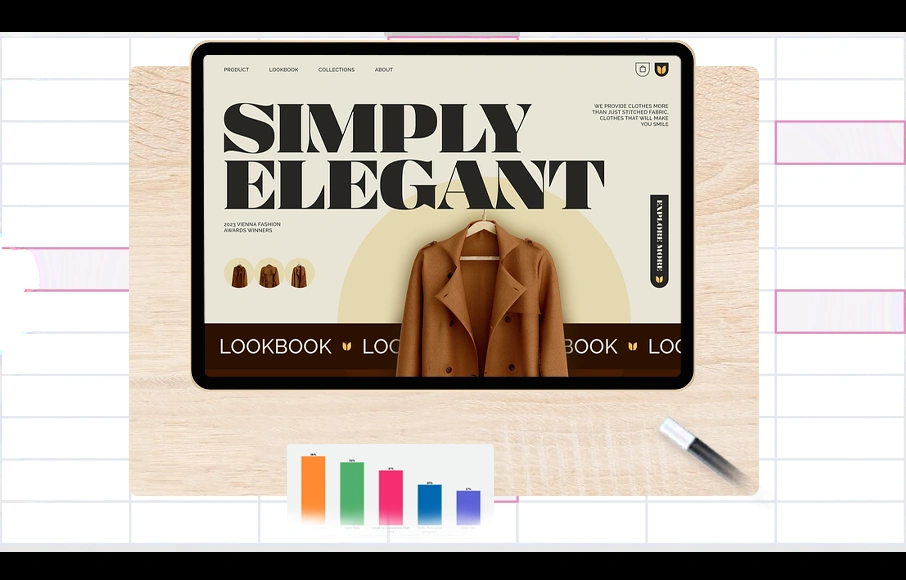 PRODUCT LOOKBOOK COLLECTIONS ABOUT
SIMPLY
ELEGANT
WE PROVIDE CLOTHES MORE
THAN JUST STITCHED FABRIC.
CLOTHES THAT WILL MAKE
YOU SMILE
2023 VIENNA FASHION
AWARDS WINNERS
EXPLORE MORE
LOOKBOOK LOO BOOK LOO